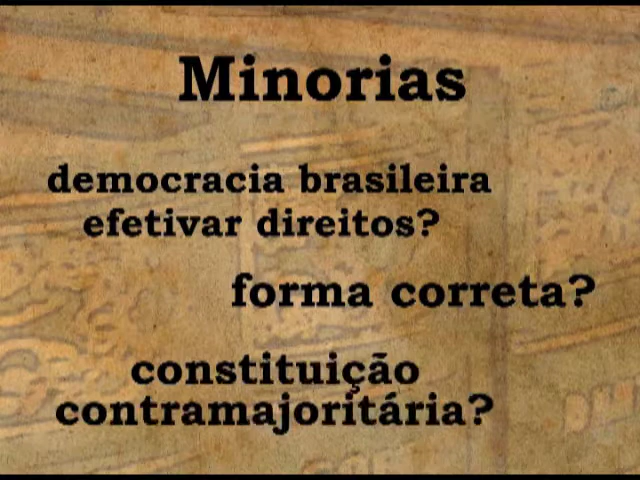 Minorias
democracia brasileira
efetivar direitos?
forma correta?
constituição
contramajoritária?